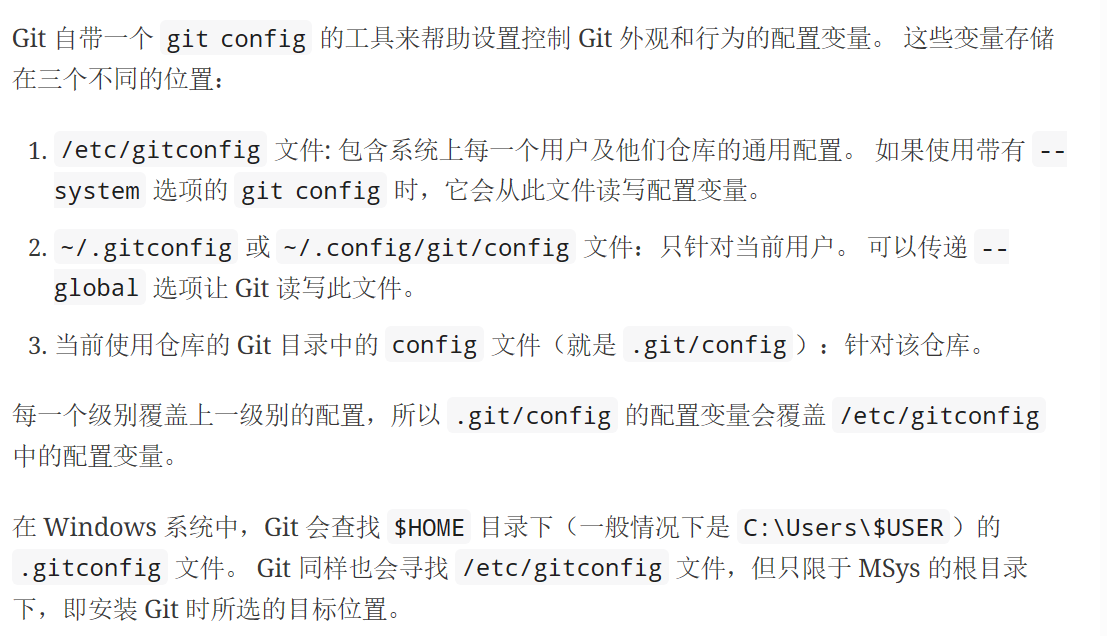 Git 自带一个 git config 的工具来帮助设置控制 Git 外观和行为的配置变量。 这些变量存储
在三个不同的位置：
1. /etc/gitconfig 文件: 包含系统上每一个用户及他们仓库的通用配置。 如果使用带有 --
system 选项的 git config 时，它会从此文件读写配置变量。
2. ~/.gitconfig 或 ~/.config/git/config 文件：只针对当前用户。 可以传递 --
global 选项让 Git 读写此文件。
3. 当前使用仓库的 Git 目录中的 config 文件（就是 .git/config）：针对该仓库。
每一个级别覆盖上一级别的配置，所以 .git/config 的配置变量会覆盖 /etc/gitconfig
中的配置变量。
在 Windows 系统中，Git 会查找 $HOME 目录下（一般情况下是 C:\Users\$USER）的
.gitconfig 文件。 Git 同样也会寻找 /etc/gitconfig 文件，但只限于 MSys 的根目录
下，即安装 Git 时所选的目标位置。